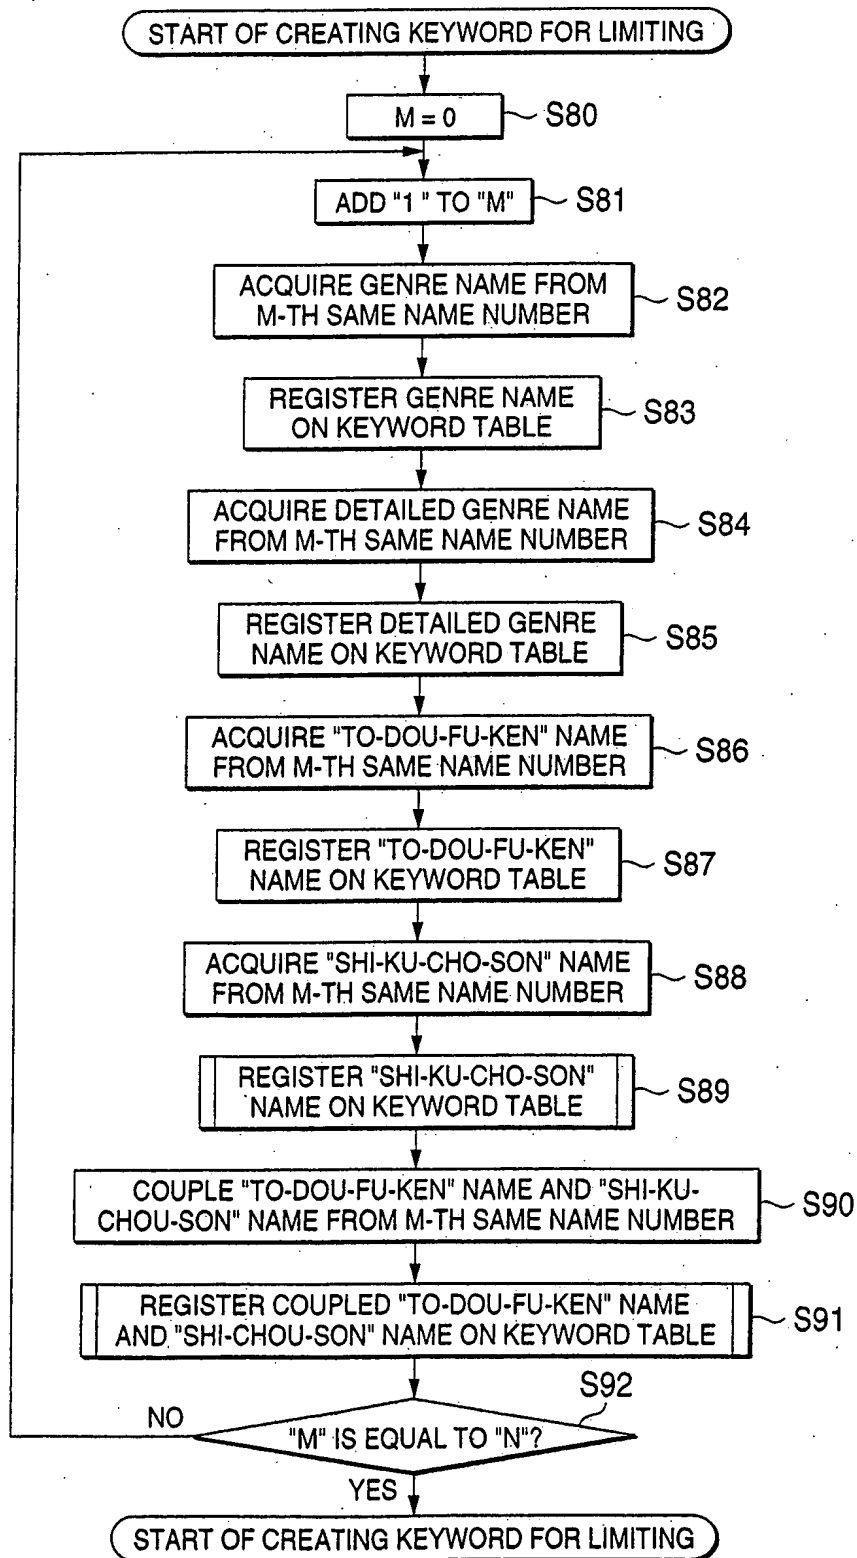 START OF CREATING KEYWORD FOR LIMITING
M = 0
S80
ADD "1 " TO "M"
S81
ACQUIRE GENRE NAME FROM
M-TH SAME NAME NUMBER
S82
REGISTER GENRE NAME
ON KEYWORD TABLE
S83
ACQUIRE DETAILED GENRE NAME
FROM M-TH SAME NAME NUMBER
S84
REGISTER DETAILED GENRE
NAME ON KEYWORD TABLE
S85
ACQUIRE "TO-DOU-FU-KEN" NAME
FROM M-TH SAME NAME NUMBER
S86
REGISTER "TO-DOU-FU-KEN"
NAME ON KEYWORD TABLE
S87
ACQUIRE "SHI-KU-CHO-SON" NAME
FROM M-TH SAME NAME NUMBER
S88
REGISTER "SHI-KU-CHO-SON"
NAME ON KEYWORD TABLE
S89
COUPLE "TO-DOU-FU-KEN" NAME AND "SHI-KU-
CHOU-SON" NAME FROM M-TH SAME NAME NUMBER
S90
REGISTER COUPLED "TO-DOU-FU-KEN" NAME
AND "SHI-CHOU-SON" NAME ON KEYWORD TABLE
S91
S92
NO
"M" IS EQUAL TO "N"?
YES
START OF CREATING KEYWORD FOR LIMITING